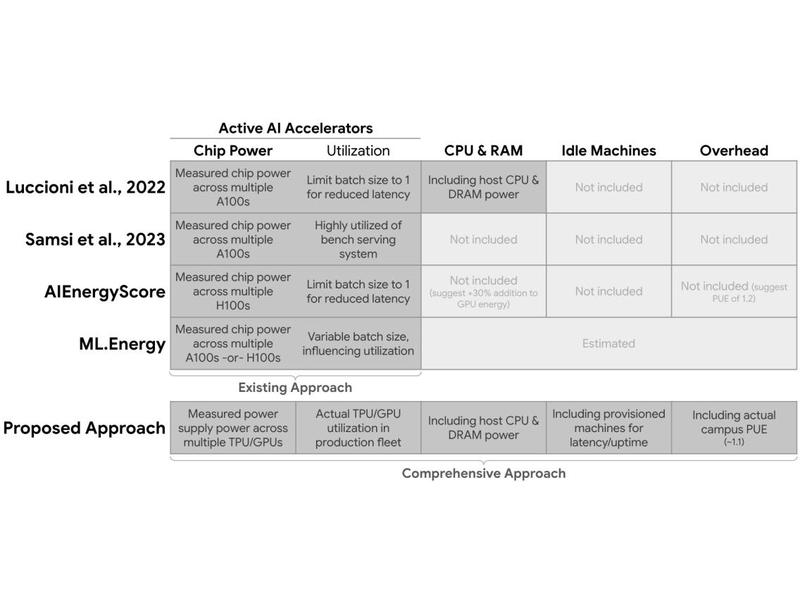 Active AI Accelerators
Chip Power
Utilization
CPU & RAM
Idle Machines
Overhead
Luccioni et al., 2022
Measured chip power
across multiple
A100s
Limit batch size to 1
for reduced latency
Including host CPU &
DRAM power
Not included
Not included
Samsi et al., 2023
Measured chip power
across multiple
A100s
Highly utilized of
bench serving
system
Not included
Not included
Not included
AIEnergyScore
Measured chip power
across multiple
H100s
Limit batch size to 1
for reduced latency
Not included
(suggest +30% addition to
GPU energy)
Not included
Not included (suggest
PUE of 1.2)
ML.Energy
Measured chip power
across multiple
A100s -or- H100s
Variable batch size,
influencing utilization
Estimated
Existing Approach
Proposed Approach
Measured power
supply power across
multiple TPU/GPUs
Actual TPU/GPU
utilization in
production fleet
Including host CPU &
DRAM power
Including provisioned
machines for
latency/uptime
Including actual
campus PUE
(~1.1)
Comprehensive Approach